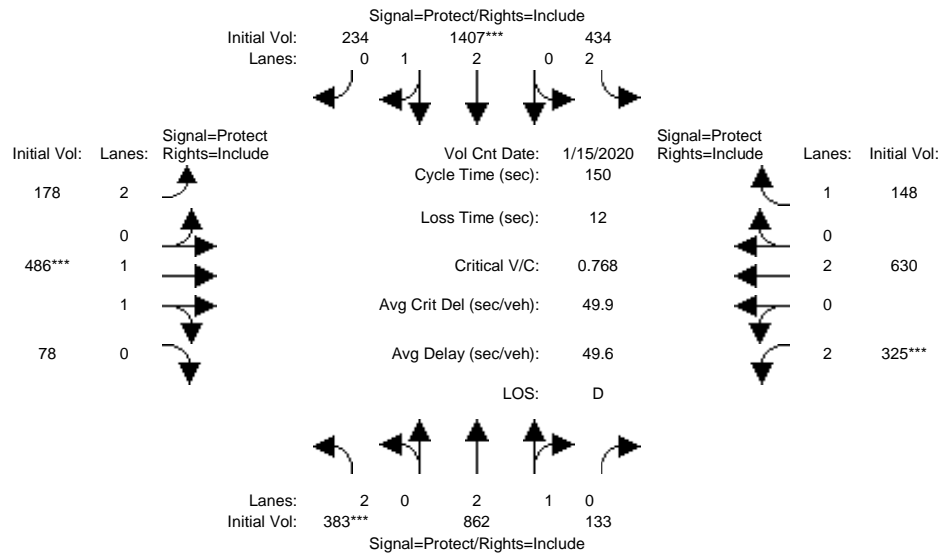 Signal=Protect/Rights=Include
Initial Vol: 234 1407*** 434
Lanes: 0 1 2 0 2
Signal=Protect Signal=Protect
Initial Vol: Lanes: Rights=Include Vol Cnt Date: 1/15/2020 Rights=Include Lanes: Initial Vol:
Cycle Time (sec): 150
178 2 1 148
Loss Time (sec): 12
0 0
486*** 1 Critical V/C: 0.768 2 630
1 Avg Crit Del (sec/veh): 49.9 0
78 0 Avg Delay (sec/veh): 49.6 2 325***
LOS: D
Lanes: 2 0 2 1 0
Initial Vol: 383*** 862 133
Signal=Protect/Rights=Include